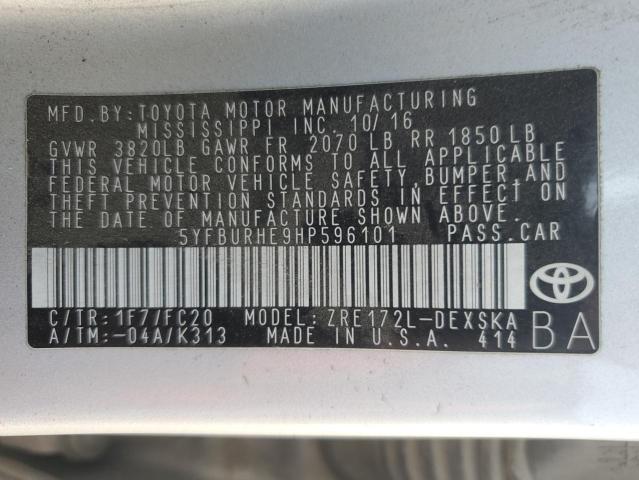 MFD.BY:TOYOTA MOTOR MANUFACTURING
MISSISSIPPI INC. 10/16
GVWR 3820LB GAWR FR 2070 LB RR 1850LB
THIS VEHICLE CONFORMS TO ALL APPLICABLE
FEDERAL MOTOR VEHICLE SAFETY, BUMPER, AND
THEFT PREVENTION STANDARDS IN EFFECT ON
THE DATE OF MANUFACTURE SHOWN ABOVE.
5YFBURHE9HP596101 PASS.CAR
C/TR:1F7/FC20 MODEL:ZRE172L-DEXSKA
A/TM:-04A/K313 MADE IN U.S.A. 414
BA